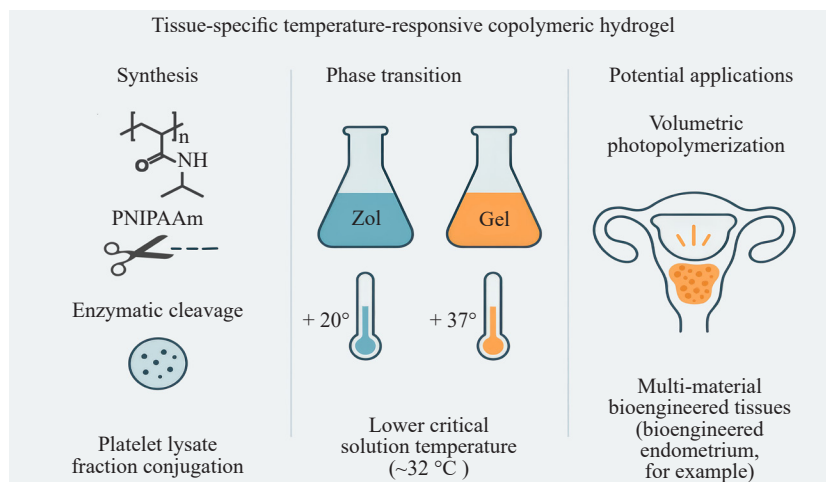 Tissue-specific temperature-responsive copolymeric hydrogel
Synthesis
n
O
NH
PNIPAAm
Enzymatic cleavage
Platelet lysate
fraction conjugation
Phase transition
Zol
Gel
+ 20°
+ 37°
Lower critical
solution temperature
(~32 °C )
Potential applications
Volumetric
photopolymerization
Multi-material
bioengineered tissues
(bioengineered
endometrium,
for example)